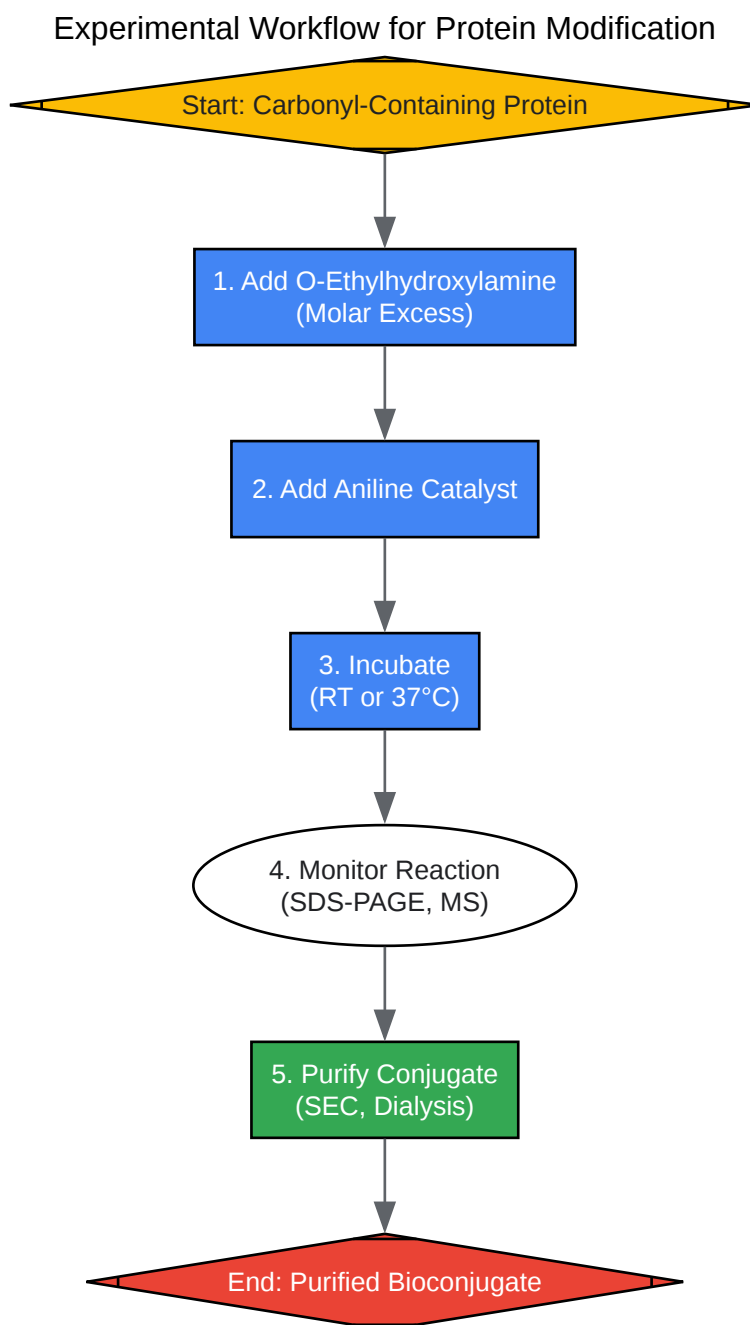 Experimental Workflow for Protein Modification
Start: Carbonyl-Containing Protein
1. Add O-Ethylhydroxylamine
(Molar Excess)
2. Add Aniline Catalyst
3. Incubate
(RT or 37°C)
4. Monitor Reaction
(SDS-PAGE, MS)
5. Purify Conjugate
(SEC, Dialysis)
End: Purified Bioconjugate